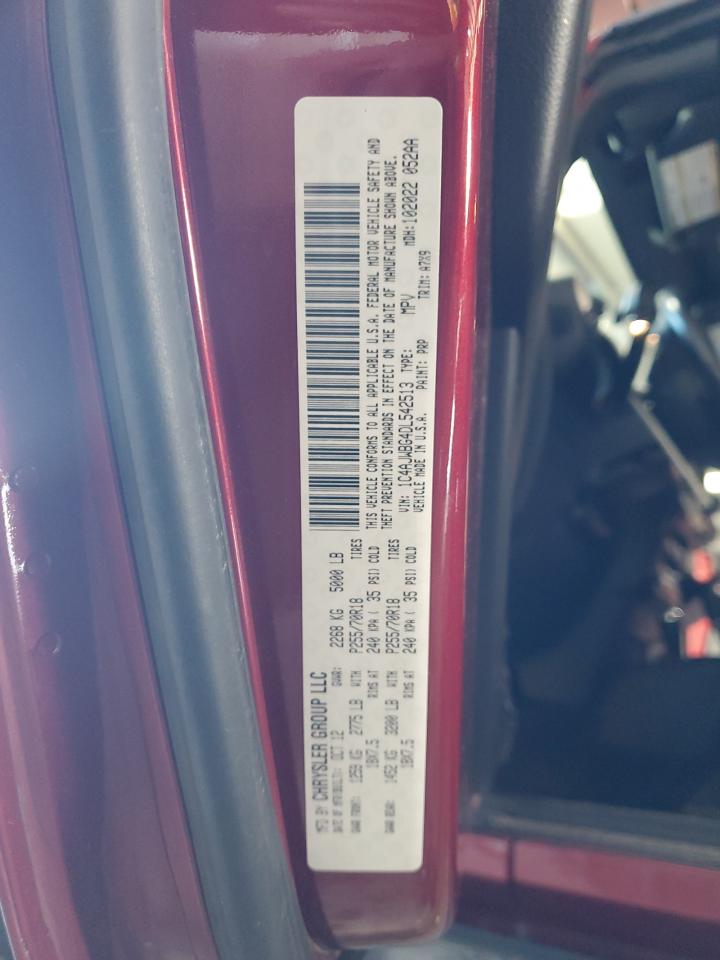 MFD BY CHRYSLER GROUP LLC
DATE OF MFR/BUILT: OCT 12 GVWR: 2268 KG 5000 LB
GAWR FRONT: 1259 KG 2775 LB WITH P255/70R18 TIRES
18X7.5 RIMS AT 240 KPA ( 35 PSI) COLD
GAWR REAR: 1452 KG 3200 LB WITH P255/70R18 TIRES
18X7.5 RIMS AT 240 KPA ( 35 PSI) COLD
THIS VEHICLE CONFORMS TO ALL APPLICABLE U.S.A. FEDERAL MOTOR VEHICLE SAFETY AND
THEFT PREVENTION STANDARDS IN EFFECT ON THE DATE OF MANUFACTURE SHOWN ABOVE.
VIN: 1C4AJWBG4DL542513 TYPE: MPV MDH:102022 052AA
VEHICLE MADE IN U.S.A. PAINT: PRP TRIM: A7X9